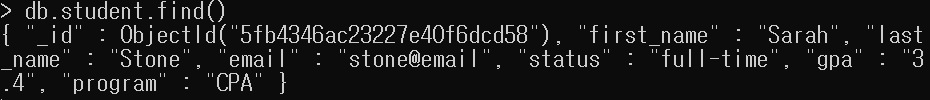 > db.student.find()
{ "_id" : ObjectId("5fb4346ac23227e40f6dcd58"), "first_name" : "Sarah", "last
_name" : "Stone", "email" : "stone@email", "status" : "full-time", "gpa" : "3
.4", "program" : "CPA" }